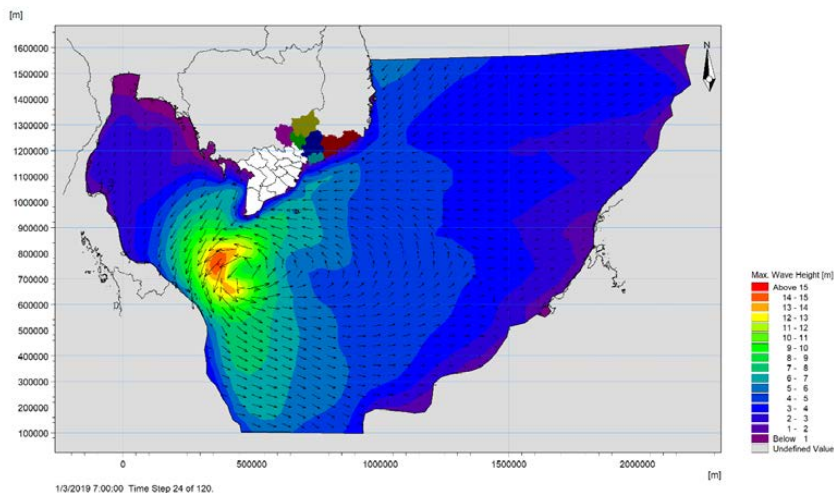 [m]
1600000
1500000
1400000
1300000
1200000
1100000
1000000
900000
800000
700000
600000
500000
400000
300000
200000
100000
N
0
500000
1000000
1500000
2000000
[m]
1/3/2019 7:00:00 Time Step 24 of 120.
Max. Wave Height [m]
Above 15
14 - 15
13 - 14
12 - 13
11 - 12
10 - 11
9 - 10
8 - 9
7 - 8
6 - 7
5 - 6
4 - 5
3 - 4
2 - 3
1 - 2
Below 1
Undefined Value